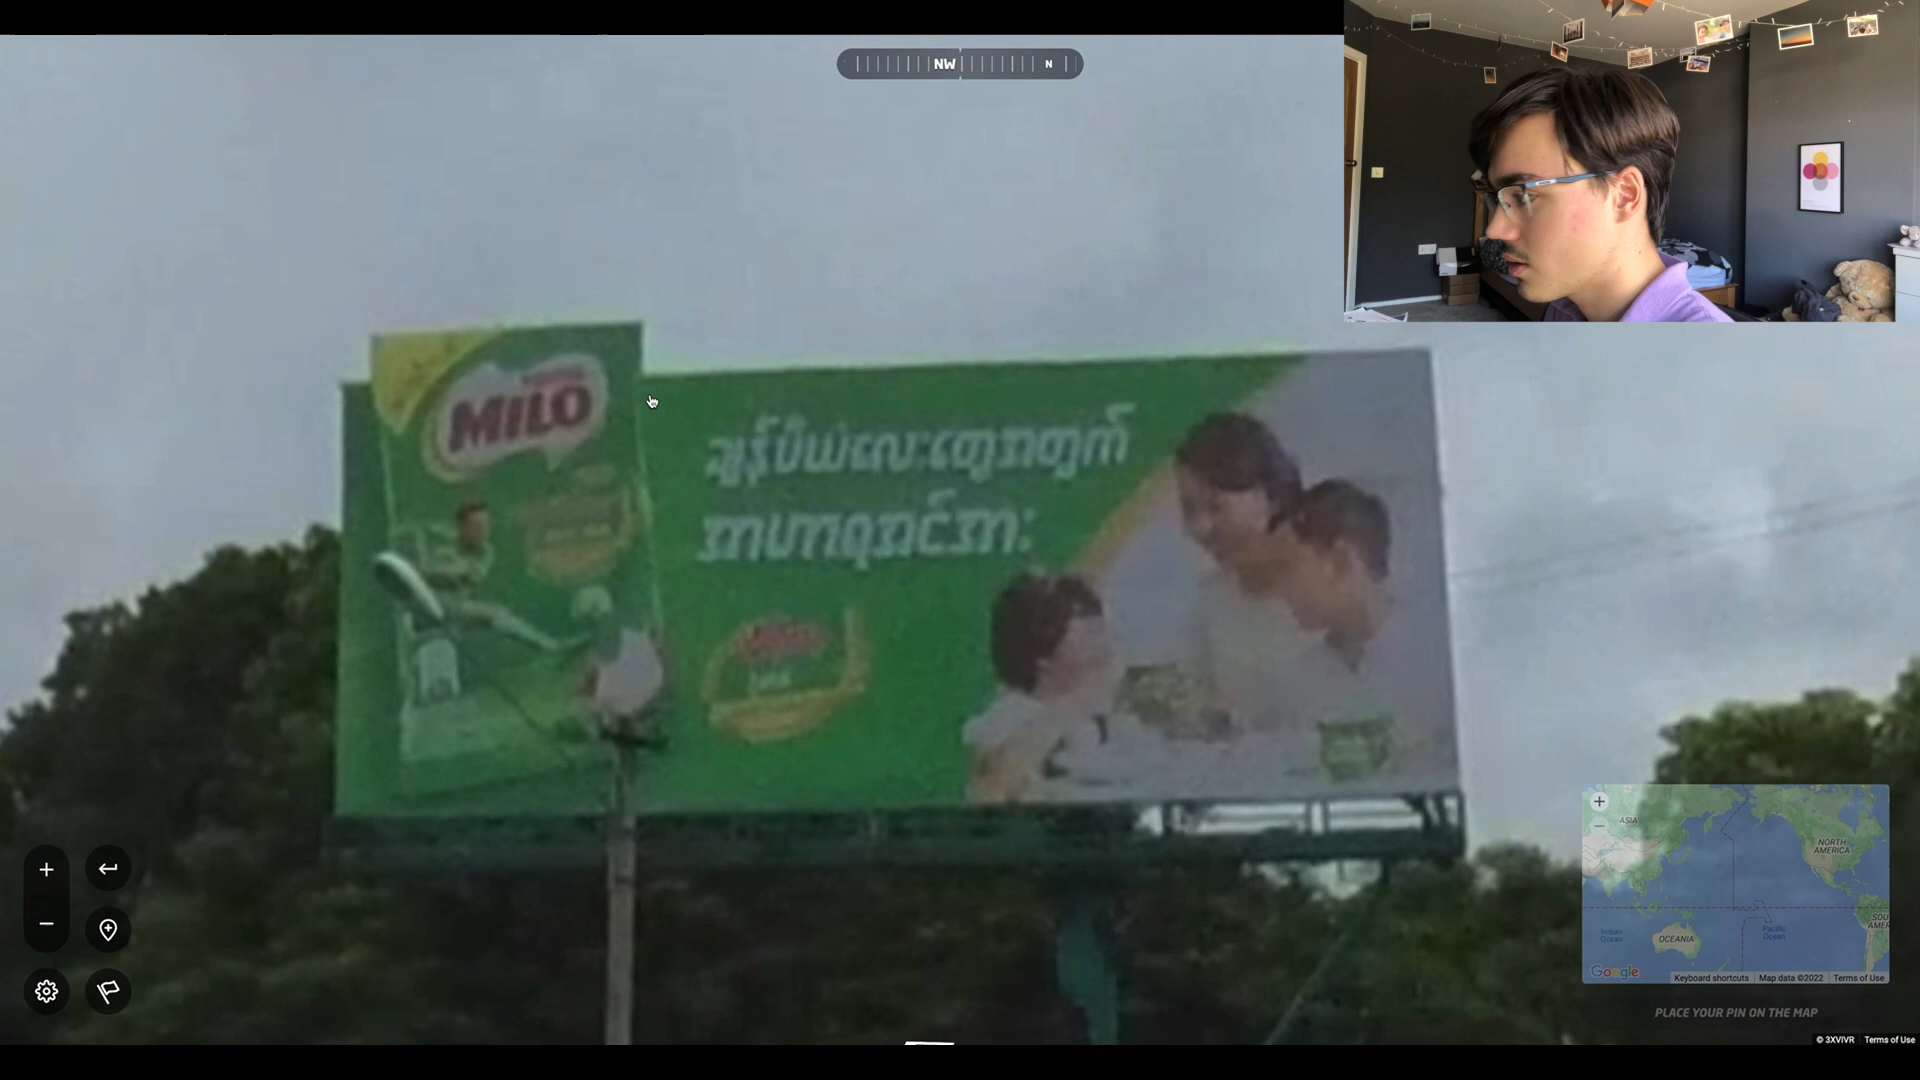 NW
N
MILO
ချန်ပီယံလေးတွေအတွက်
အာဟာရအင်အား
ASIA
NORTH
AMERICA
Indian
Ocean
OCEANIA
Pacific
Ocean
SOU
AMER
Google
Keyboard shortcuts
Map data ©2022
Terms of Use
PLACE YOUR PIN ON THE MAP
© 3XVIVR
Terms of Use